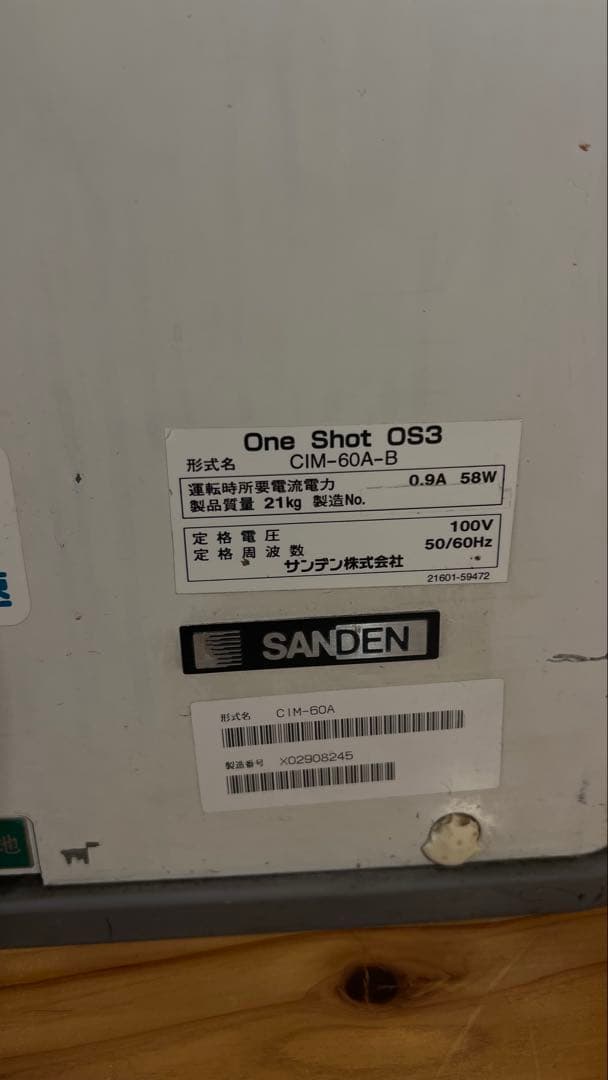 One Shot OS3
形式名 CIM-60A-B
運転時所要電流電力 0.9A 58W
製品質量 21kg 製造No.
定格電圧 100V
定格周波数 50/60Hz
サンデン株式会社
21601-59472
SANDEN
形式名 CIM-60A
製造番号 X02908245
池